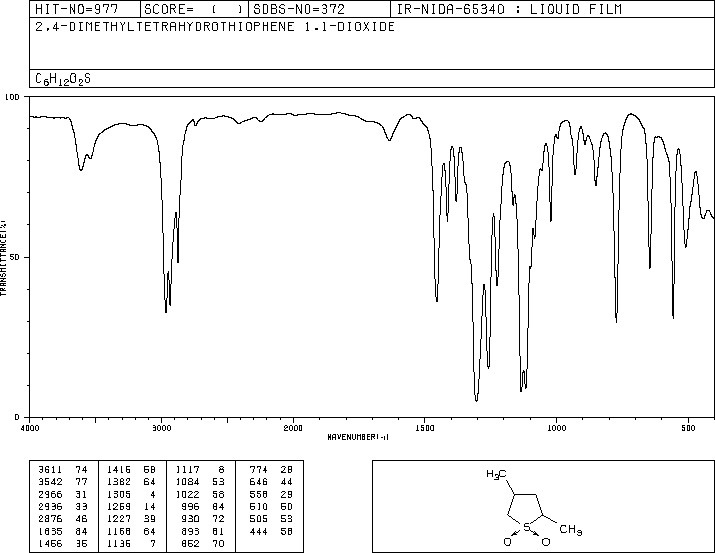 HIT-NO=977 SCORE= ( ) SDBS-NO=372 IR-NIDA-65340 : LIQUID FILM
2,4-DIMETHYLTETRAHYDROTHIOPHENE 1,1-DIOXIDE
C6H12O2S
100
50
0
TRANSMITTANCE(%)
4000 3000 2000 1500 1000 500
WAVENUMBER(-1)
3611 74 1416 58 1117 8 774 28
3542 77 1382 64 1084 53 646 44
2966 31 1305 4 1022 58 558 29
2936 33 1259 14 996 84 510 50
2876 46 1227 39 930 72 505 53
1635 84 1168 64 893 81 444 58
1456 35 1136 7 852 70
H3C
S
CH3
O O